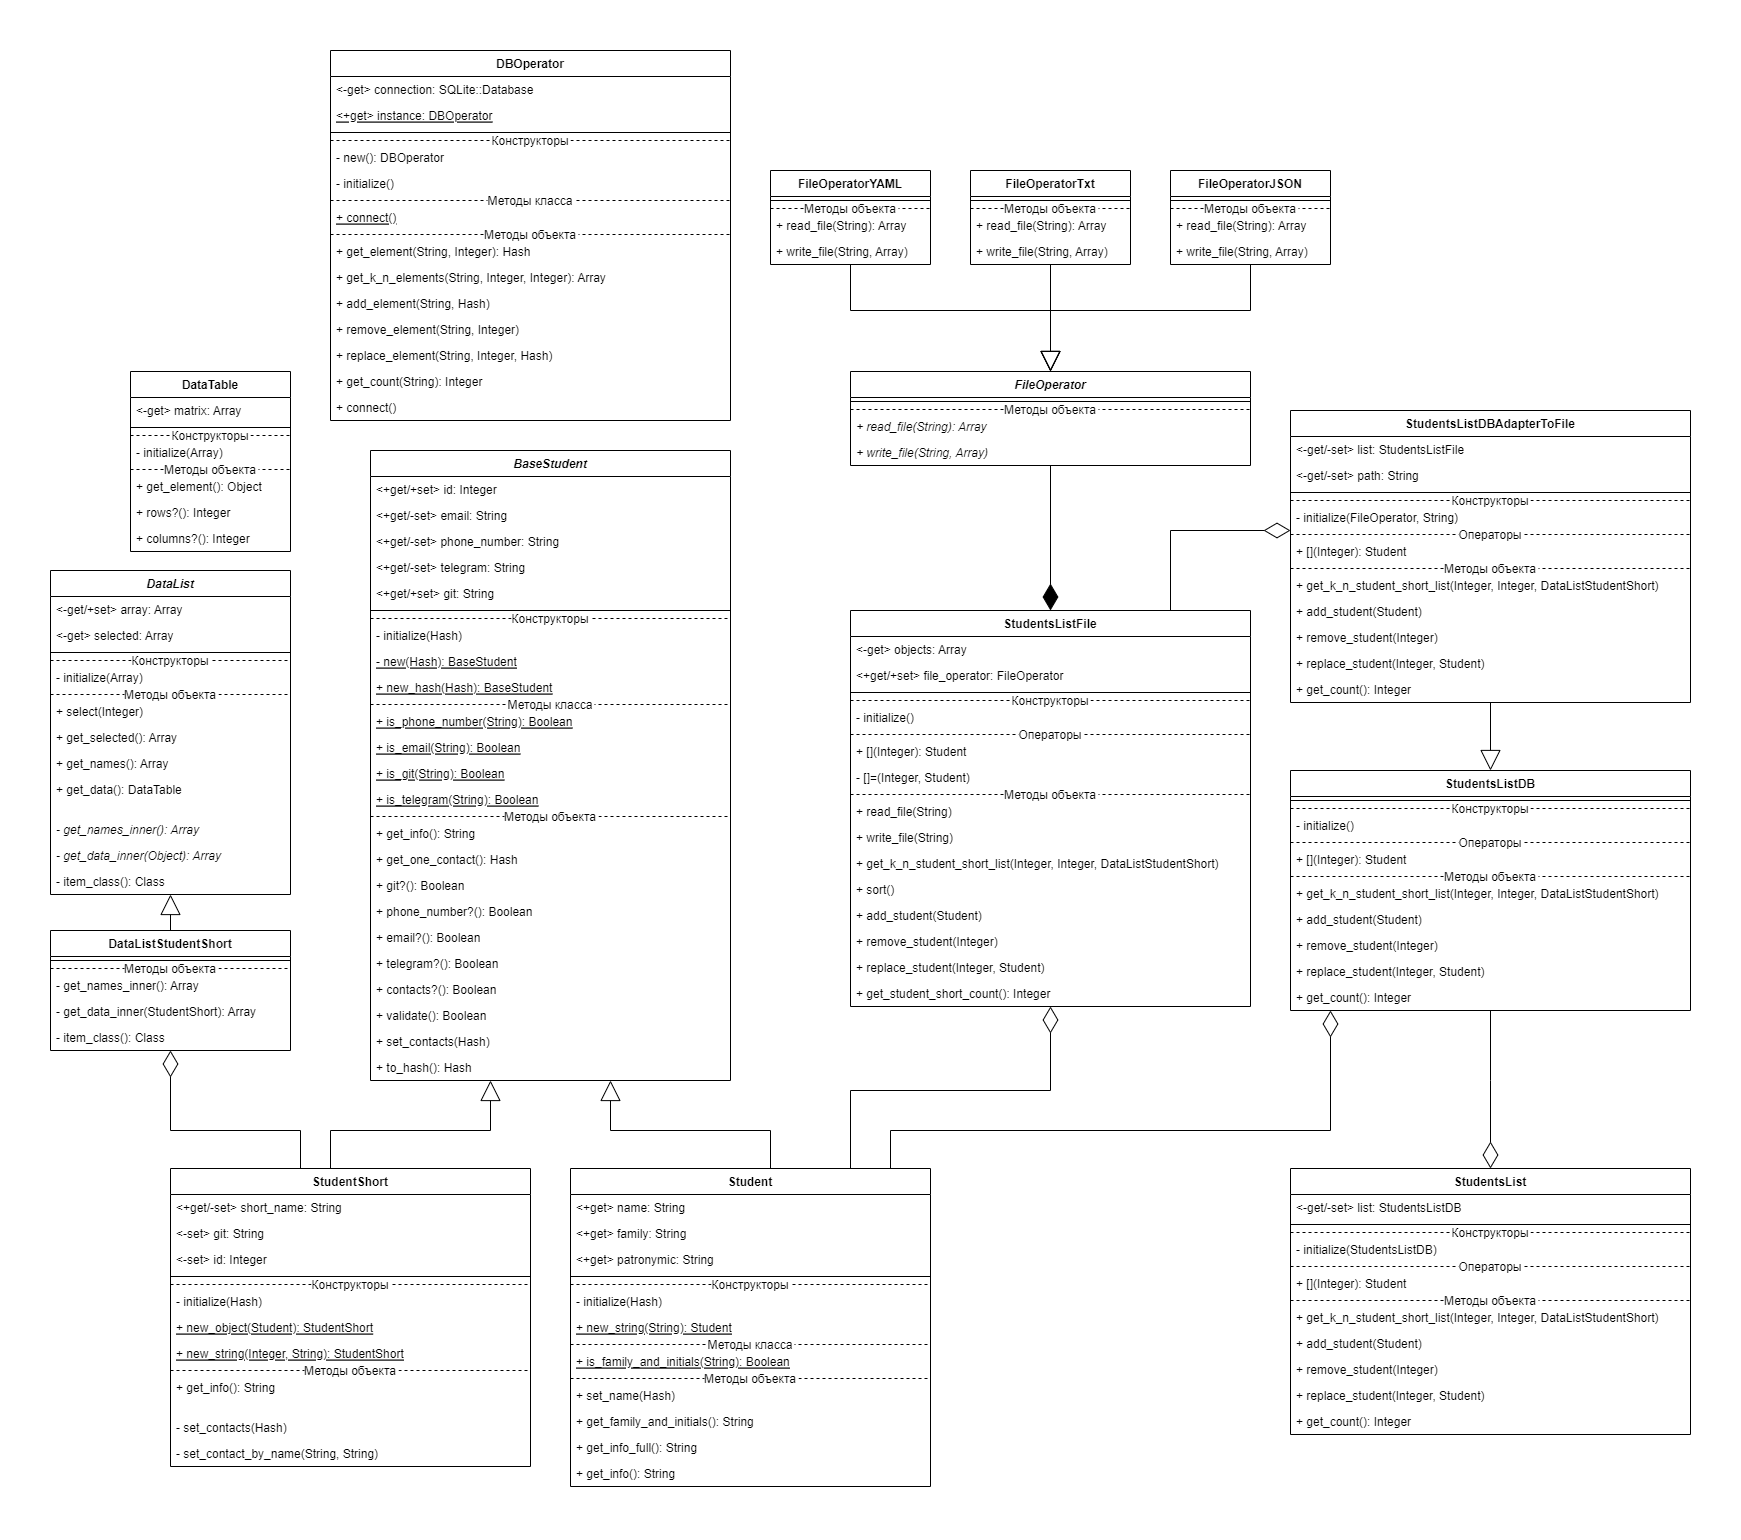 DBOperator
<-get> connection: SQLite::Database
<+get> instance: DBOperator
Конструкторы
- new(): DBOperator
- initialize()
Методы класса
+ connect()
Методы объекта
+ get_element(String, Integer): Hash
+ get_k_n_elements(String, Integer, Integer): Array
+ add_element(String, Hash)
+ remove_element(String, Integer)
+ replace_element(String, Integer, Hash)
+ get_count(String): Integer
+ connect()
FileOperatorYAML
Методы объекта
+ read_file(String): Array
+ write_file(String, Array)
FileOperatorTxt
Методы объекта
+ read_file(String): Array
+ write_file(String, Array)
FileOperatorJSON
Методы объекта
+ read_file(String): Array
+ write_file(String, Array)
DataTable
<-get> matrix: Array
Конструкторы
- initialize(Array)
Методы объекта
+ get_element(): Object
+ rows?(): Integer
+ columns?(): Integer
FileOperator
Методы объекта
+ read_file(String): Array
+ write_file(String, Array)
StudentsListDBAdapterToFile
<-get/-set> list: StudentsListFile
<-get/-set> path: String
Конструкторы
- initialize(FileOperator, String)
Операторы
+ [](Integer): Student
Методы объекта
+ get_k_n_student_short_list(Integer, Integer, DataListStudentShort)
+ add_student(Student)
+ remove_student(Integer)
+ replace_student(Integer, Student)
+ get_count(): Integer
BaseStudent
<+get/+set> id: Integer
<+get/-set> email: String
<+get/-set> phone_number: String
<+get/-set> telegram: String
<+get/+set> git: String
Конструкторы
- initialize(Hash)
- new(Hash): BaseStudent
+ new_hash(Hash): BaseStudent
Методы класса
+ is_phone_number(String): Boolean
+ is_email(String): Boolean
+ is_git(String): Boolean
+ is_telegram(String): Boolean
Методы объекта
+ get_info(): String
+ get_one_contact(): Hash
+ git?(): Boolean
+ phone_number?(): Boolean
+ email?(): Boolean
+ telegram?(): Boolean
+ contacts?(): Boolean
+ validate(): Boolean
+ set_contacts(Hash)
+ to_hash(): Hash
DataList
<-get/+set> array: Array
<-get> selected: Array
Конструкторы
- initialize(Array)
Методы объекта
+ select(Integer)
+ get_selected(): Array
+ get_names(): Array
+ get_data(): DataTable
- get_names_inner(): Array
- get_data_inner(Object): Array
- item_class(): Class
StudentsListFile
<-get> objects: Array
<+get/+set> file_operator: FileOperator
Конструкторы
- initialize()
Операторы
+ [](Integer): Student
- []=(Integer, Student)
Методы объекта
+ read_file(String)
+ write_file(String)
+ get_k_n_student_short_list(Integer, Integer, DataListStudentShort)
+ sort()
+ add_student(Student)
+ remove_student(Integer)
+ replace_student(Integer, Student)
+ get_student_short_count(): Integer
StudentsListDB
Конструкторы
- initialize()
Операторы
+ [](Integer): Student
Методы объекта
+ get_k_n_student_short_list(Integer, Integer, DataListStudentShort)
+ add_student(Student)
+ remove_student(Integer)
+ replace_student(Integer, Student)
+ get_count(): Integer
DataListStudentShort
Методы объекта
- get_names_inner(): Array
- get_data_inner(StudentShort): Array
- item_class(): Class
StudentShort
<+get/-set> short_name: String
<-set> git: String
<-set> id: Integer
Конструкторы
- initialize(Hash)
+ new_object(Student): StudentShort
+ new_string(Integer, String): StudentShort
Методы объекта
+ get_info(): String
- set_contacts(Hash)
- set_contact_by_name(String, String)
Student
<+get> name: String
<+get> family: String
<+get> patronymic: String
Конструкторы
- initialize(Hash)
+ new_string(String): Student
Методы класса
+ is_family_and_initials(String): Boolean
Методы объекта
+ set_name(Hash)
+ get_family_and_initials(): String
+ get_info_full(): String
+ get_info(): String
StudentsList
<-get/-set> list: StudentsListDB
Конструкторы
- initialize(StudentsListDB)
Операторы
+ [](Integer): Student
Методы объекта
+ get_k_n_student_short_list(Integer, Integer, DataListStudentShort)
+ add_student(Student)
+ remove_student(Integer)
+ replace_student(Integer, Student)
+ get_count(): Integer